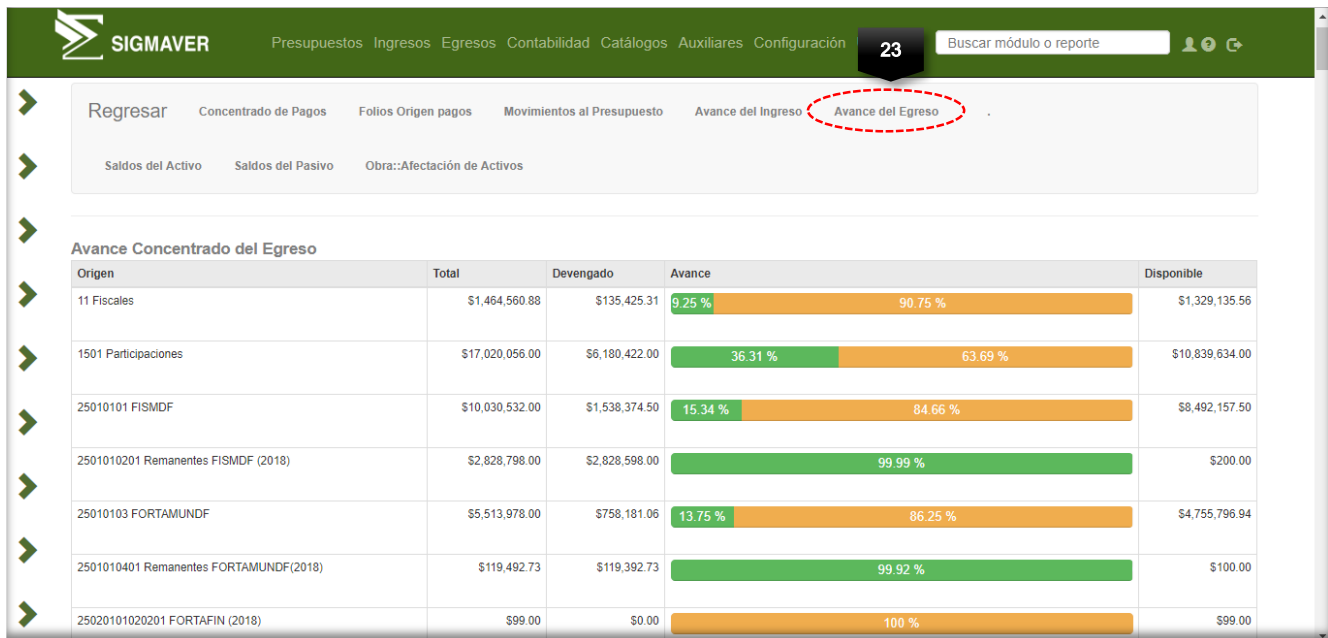 SIGMAVER Presupuestos Ingresos Egresos Contabilidad Catálogos Auxiliares Configuración 23 Buscar módulo o reporte
Regresar Concentrado de Pagos Folios Origen pagos Movimientos al Presupuesto Avance del Ingreso Avance del Egreso .
Saldos del Activo Saldos del Pasivo Obra::Afectación de Activos
Avance Concentrado del Egreso
Origen Total Devengado Avance Disponible
11 Fiscales $1,464,560.88 $135,425.31 9.25 % 90.75 % $1,329,135.56
1501 Participaciones $17,020,056.00 $6,180,422.00 36.31 % 63.69 % $10,839,634.00
25010101 FISMDF $10,030,532.00 $1,538,374.50 15.34 % 84.66 % $8,492,157.50
2501010201 Remanentes FISMDF (2018) $2,828,798.00 $2,828,598.00 99.99 % $200.00
25010103 FORTAMUNDF $5,513,978.00 $758,181.06 13.75 % 86.25 % $4,755,796.94
2501010401 Remanentes FORTAMUNDF(2018) $119,492.73 $119,392.73 99.92 % $100.00
25020101020201 FORTAFIN (2018) $99.00 $0.00 100 % $99.00